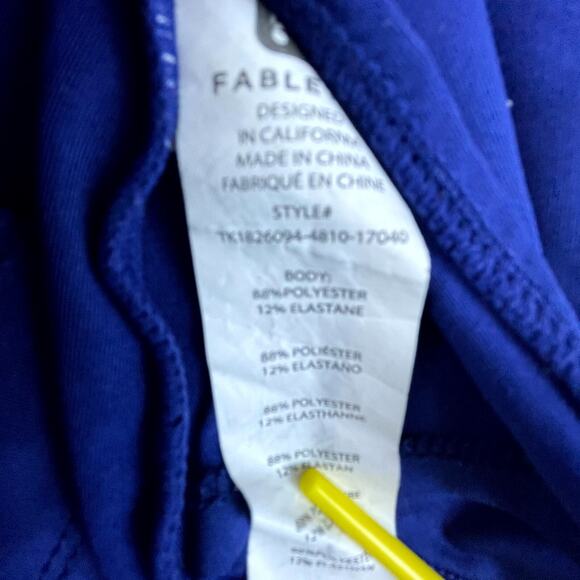 FABLE
DESIGNED
IN CALIFORN
MADE IN CHINA
FABRIQUÉ EN CHINE
STYLE#
TK1826094-4810-17040
BODY:
88%POLYESTER
12% ELASTANE
88% POLIÉSTER
12% ELASTANO
88% POLYESTER
12% ELASTHANNE
88% POLYESTER
12% ELASTAN